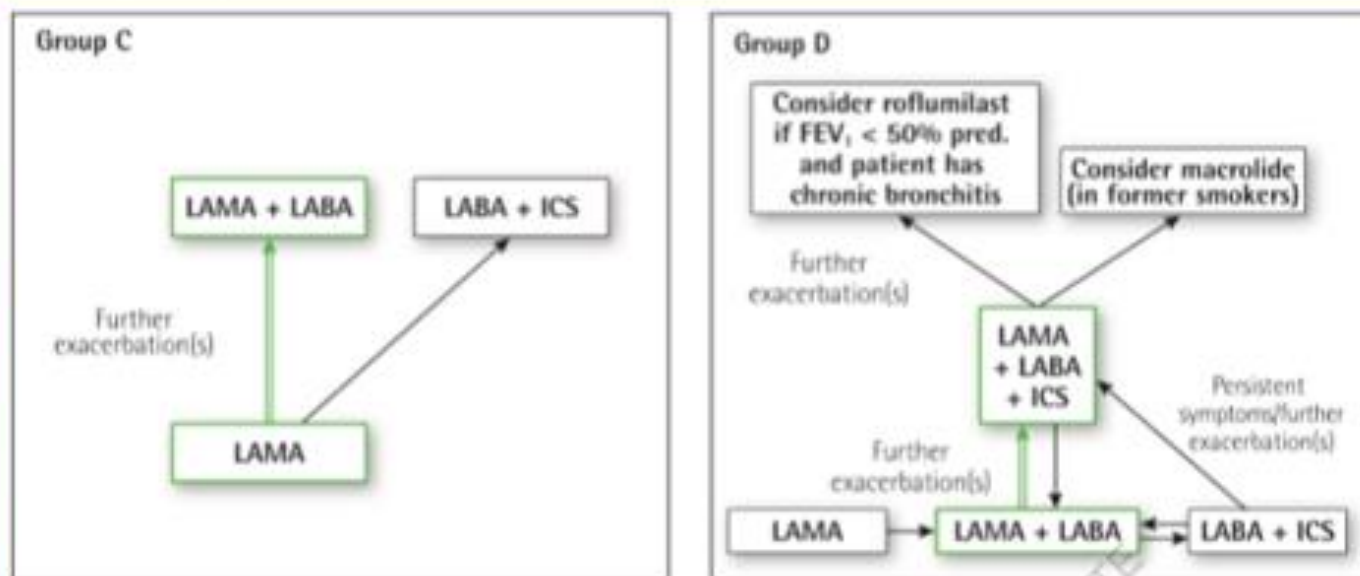 Group C
LAMA + LABA
LABA + ICS
Further
exacerbation(s)
LAMA
Group D
Consider roflumilast
if FEV₁ < 50% pred.
and patient has
chronic bronchitis
Consider macrolide
(in former smokers)
Further
exacerbation(s)
LAMA
+ LABA
+ ICS
Persistent
symptoms/further
exacerbation(s)
Further
exacerbation(s)
LAMA
LAMA + LABA
LABA + ICS